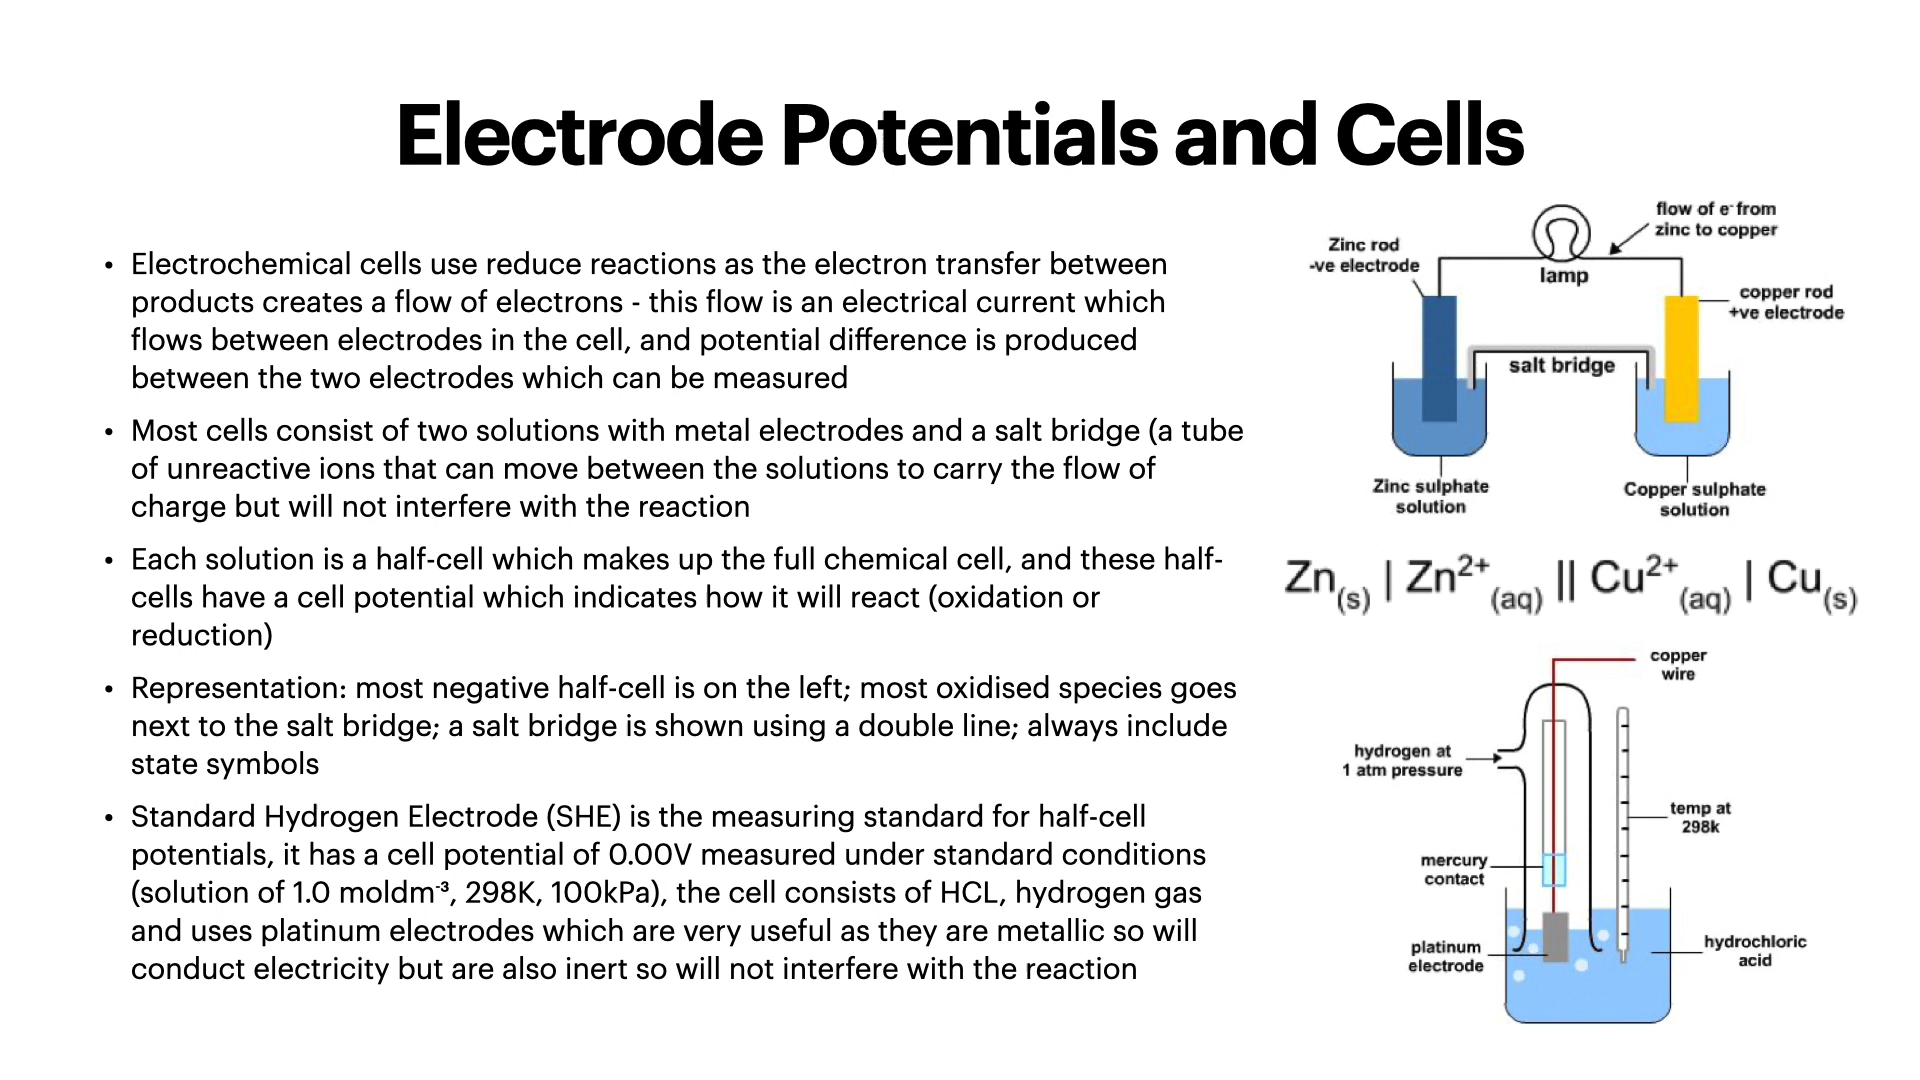 Electrode Potentials and Cells
• Electrochemical cells use reduce reactions as the electron transfer between
products creates a flow of electrons - this flow is an electrical current which
flows between electrodes in the cell, and potential difference is produced
between the two electrodes which can be measured
• Most cells consist of two solutions with metal electrodes and a salt bridge (a tube
of unreactive ions that can move between the solutions to carry the flow of
charge but will not interfere with the reaction
• Each solution is a half-cell which makes up the full chemical cell, and these half-
cells have a cell potential which indicates how it will react (oxidation or
reduction)
• Representation: most negative half-cell is on the left; most oxidised species goes
next to the salt bridge; a salt bridge is shown using a double line; always include
state symbols
• Standard Hydrogen Electrode (SHE) is the measuring standard for half-cell
potentials, it has a cell potential of 0.00V measured under standard conditions
(solution of 1.0 moldm⁻³, 298K, 100kPa), the cell consists of HCL, hydrogen gas
and uses platinum electrodes which are very useful as they are metallic so will
conduct electricity but are also inert so will not interfere with the reaction
flow of e⁻ from
zinc to copper
Zinc rod
-ve electrode
lamp
copper rod
+ve electrode
salt bridge
Zinc sulphate
solution
Copper sulphate
solution
Zn(s) | Zn²⁺(aq) || Cu²⁺(aq) | Cu(s)
copper
wire
hydrogen at
1 atm pressure
temp at
298k
mercury
contact
platinum
electrode
hydrochloric
acid